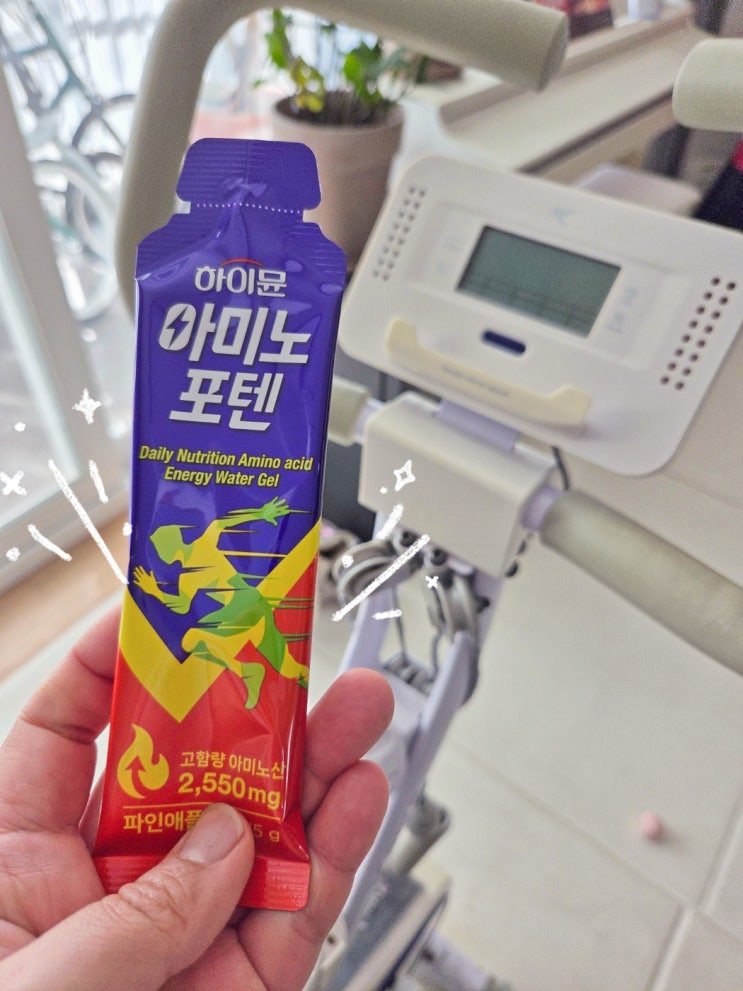 하이뮨
아미노
포텐
Daily Nutrition Amino acid
Energy Water Gel
고함량 아미노산
2,550mg
5 g